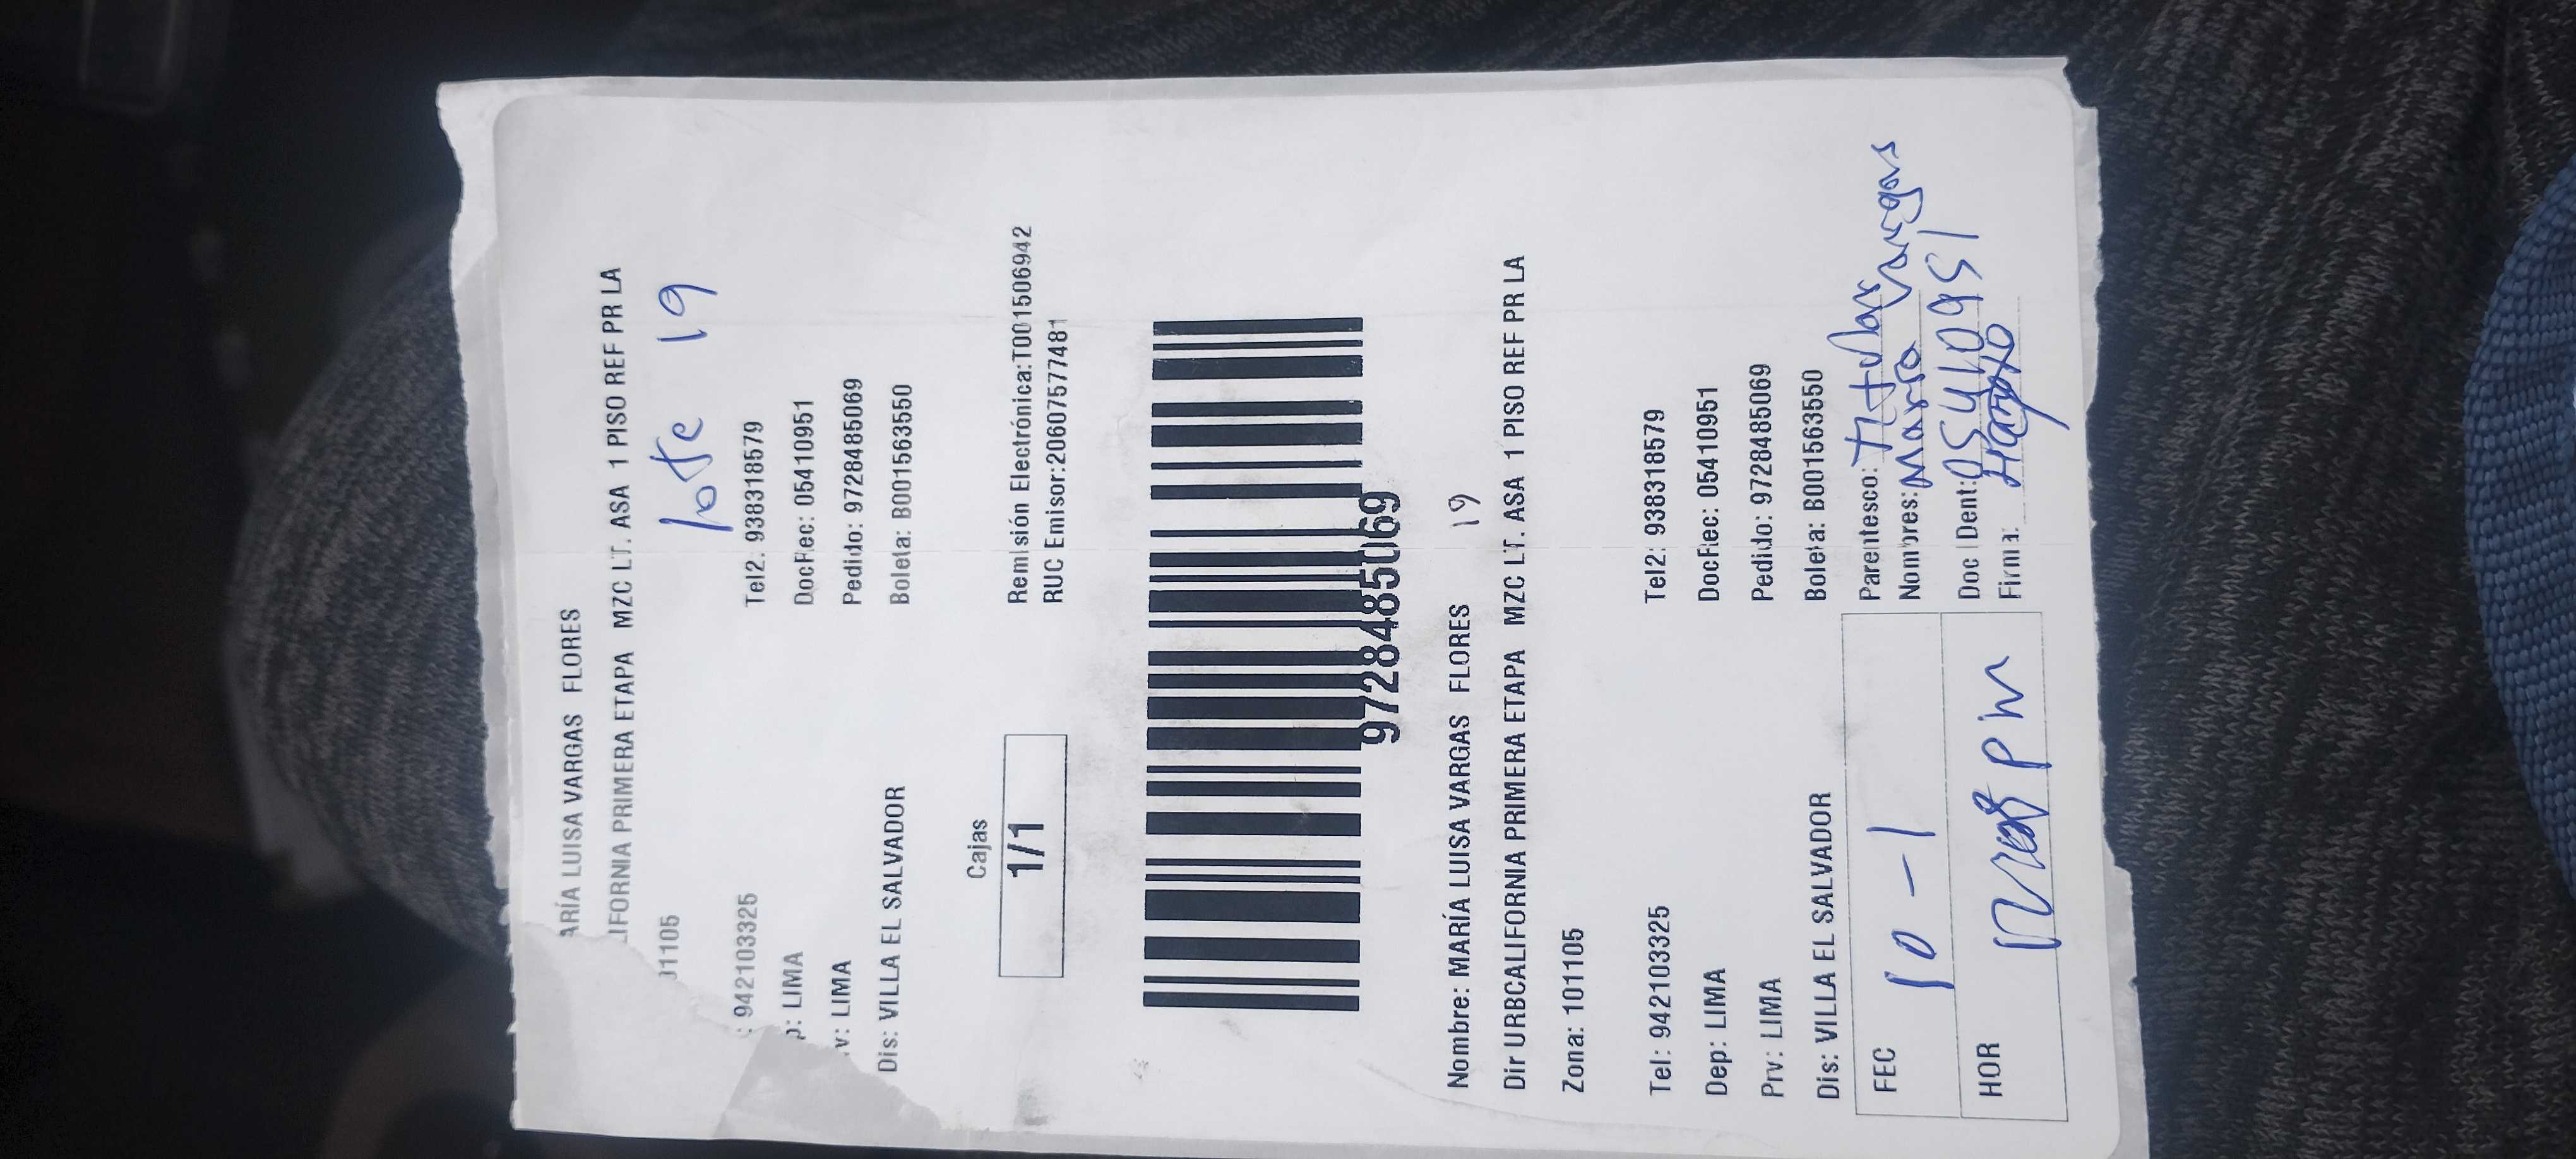 ARÍA LUISA VARGAS FLORES
LIFORNIA PRIMERA ETAPA MZC LT. ASA 1 PISO REF PR LA
lote 19
01105
: 942103325 Tel2: 938318579
p: LIMA DocRec: 05410951
v: LIMA Pedido: 9728485069
Dis: VILLA EL SALVADOR Boleta: B001563550
Cajas
1/1
Remisión Electrónica:T001506942
RUC Emisor:20607577481
9728485069
Nombre: MARÍA LUISA VARGAS FLORES 19
Dir URBCALIFORNIA PRIMERA ETAPA MZC LT. ASA 1 PISO REF PR LA
Zona: 101105
Tel: 942103325 Tel2: 938318579
Dep: LIMA DocRec: 05410951
Prv: LIMA Pedido: 9728485069
Dis: VILLA EL SALVADOR Boleta: B001563550
FEC 10-1 Parentesco: Titular
Nombres: Maria Vargas
HOR pm Doc Ident: 05410951
Firma: